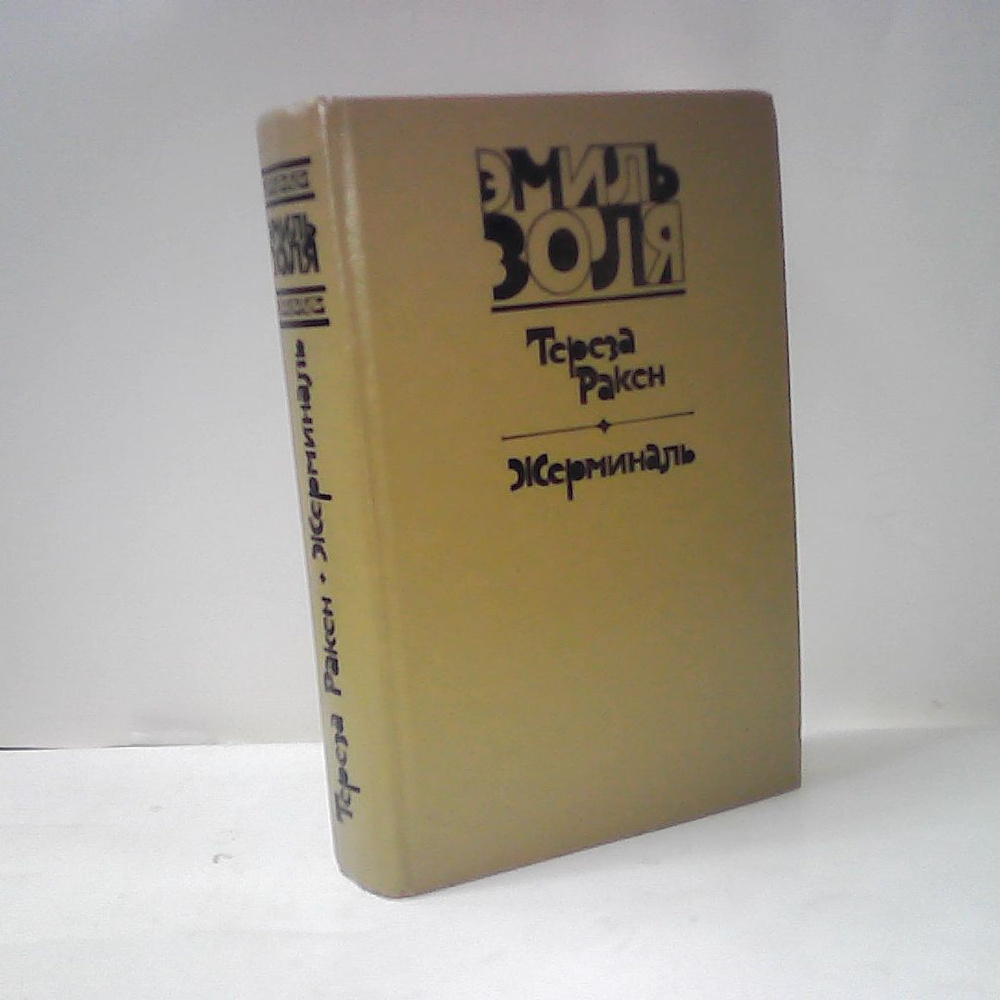 ЭМИЛЬ
ЗОЛЯ
Тереза
Ракен
Жерминаль
ЭМИЛЬ
ЗОЛЯ
Тереза Ракен • Жерминаль